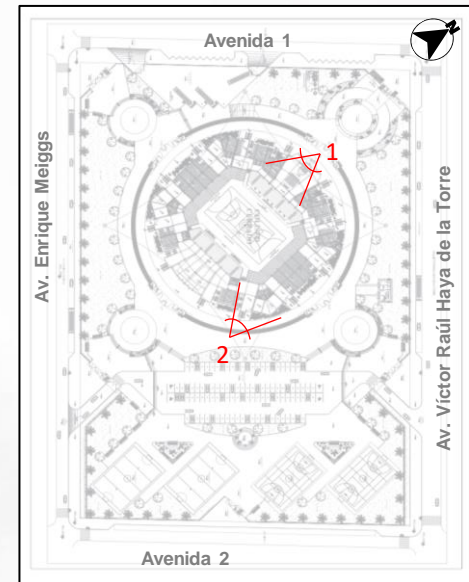 Avenida 1
N
Av. Enrique Meiggs
1
Av. Víctor Raúl Haya de la Torre
2
Avenida 2